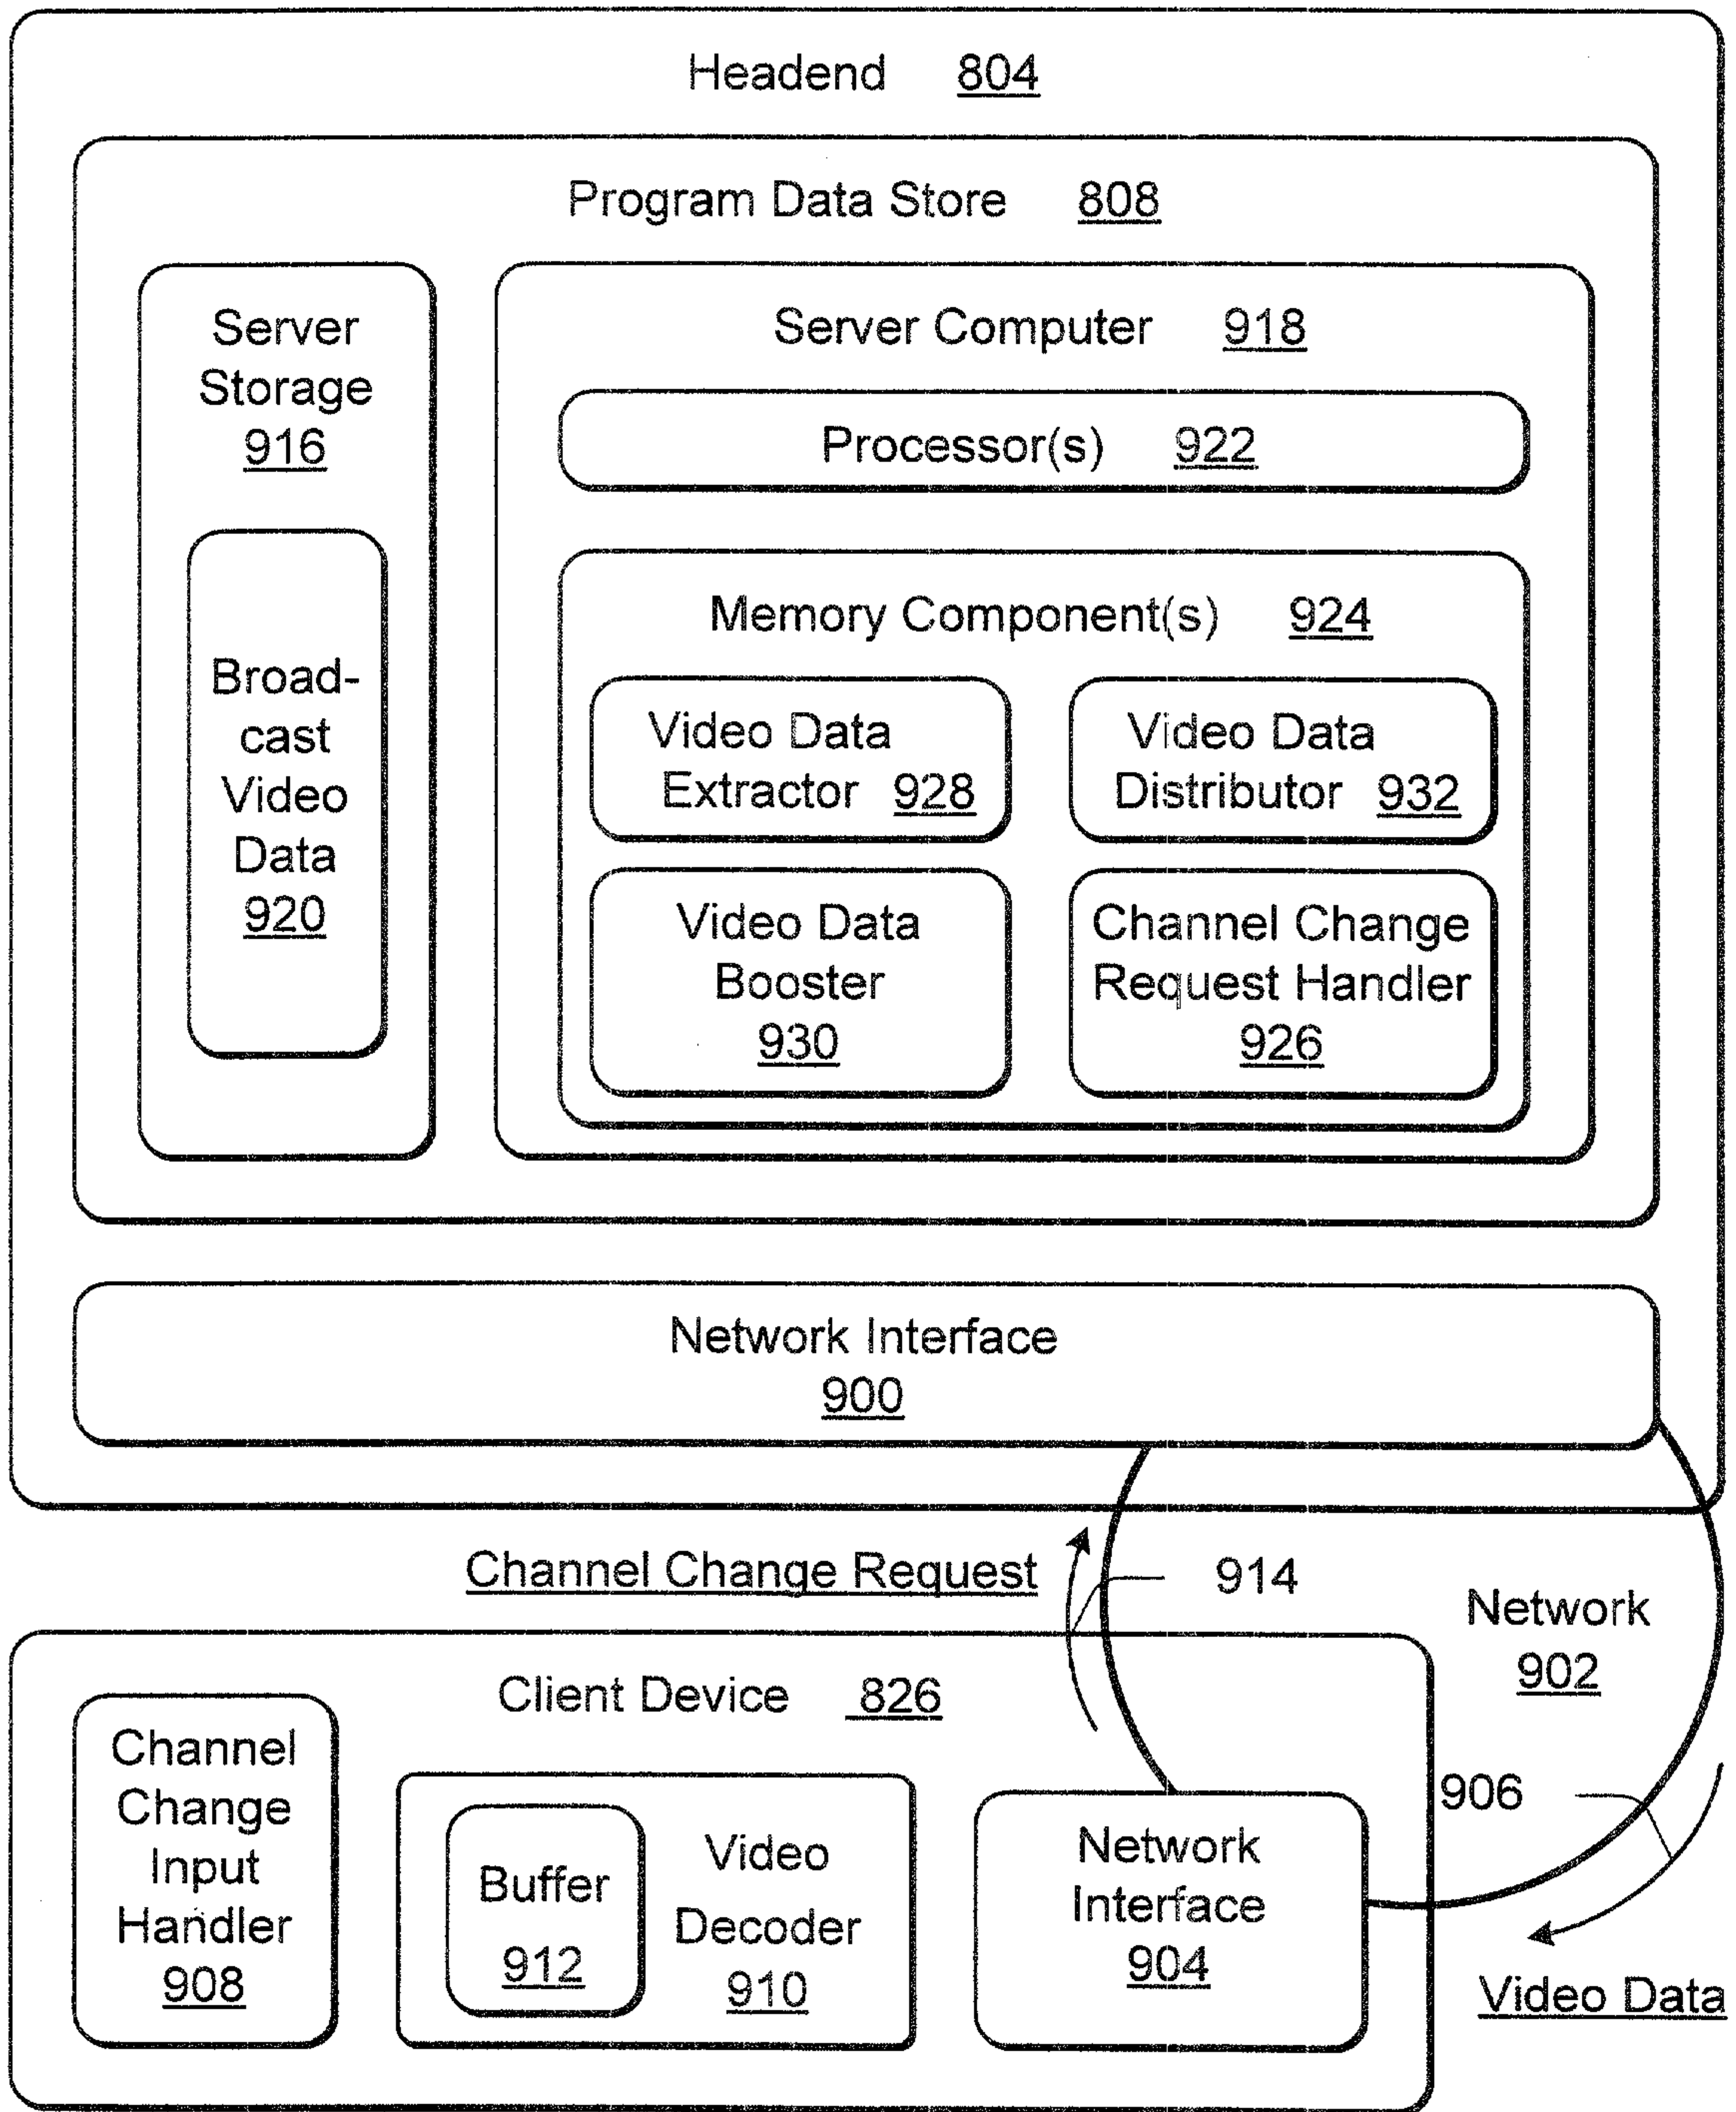 Headend 804
Program Data Store 808
Server
Storage
916
Broad-
cast
Video
Data
920
Server Computer 918
Processor(s) 922
Memory Component(s) 924
Video Data
Extractor 928
Video Data
Distributor 932
Video Data
Booster
930
Channel Change
Request Handler
926
Network Interface
900
Channel Change Request
914
Network
902
Client Device 826
Channel
Change
Input
Handler
908
Buffer
912
Video
Decoder
910
Network
Interface
904
906
Video Data